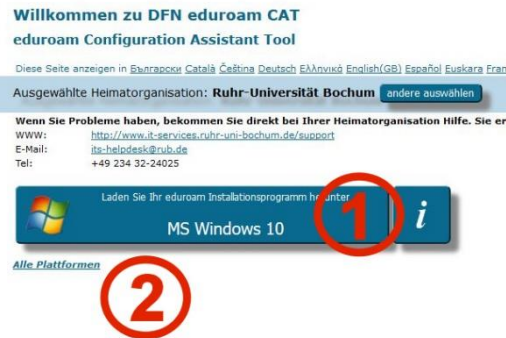 Willkommen zu DFN eduroam CAT
eduroam Configuration Assistant Tool
Diese Seite anzeigen in Български Català Čeština Deutsch Ελληνικά English(GB) Español Euskara Fran
Ausgewählte Heimatorganisation: Ruhr-Universität Bochum andere auswählen
Wenn Sie Probleme haben, bekommen Sie direkt bei Ihrer Heimatorganisation Hilfe. Sie er
WWW: http://www.it-services.ruhr-uni-bochum.de/support
E-Mail: its-helpdesk@rub.de
Tel: +49 234 32-24025
Laden Sie Ihr eduroam Installationsprogramm herunter
MS Windows 10
1
i
Alle Plattformen
2